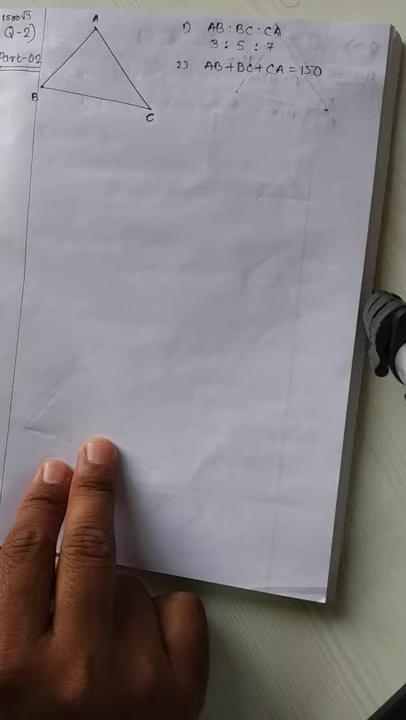 1500√3
Q-2)
Part-02
A
B
C
1) AB : BC : CA
3 : 5 : 7
2) AB + BC + CA = 150